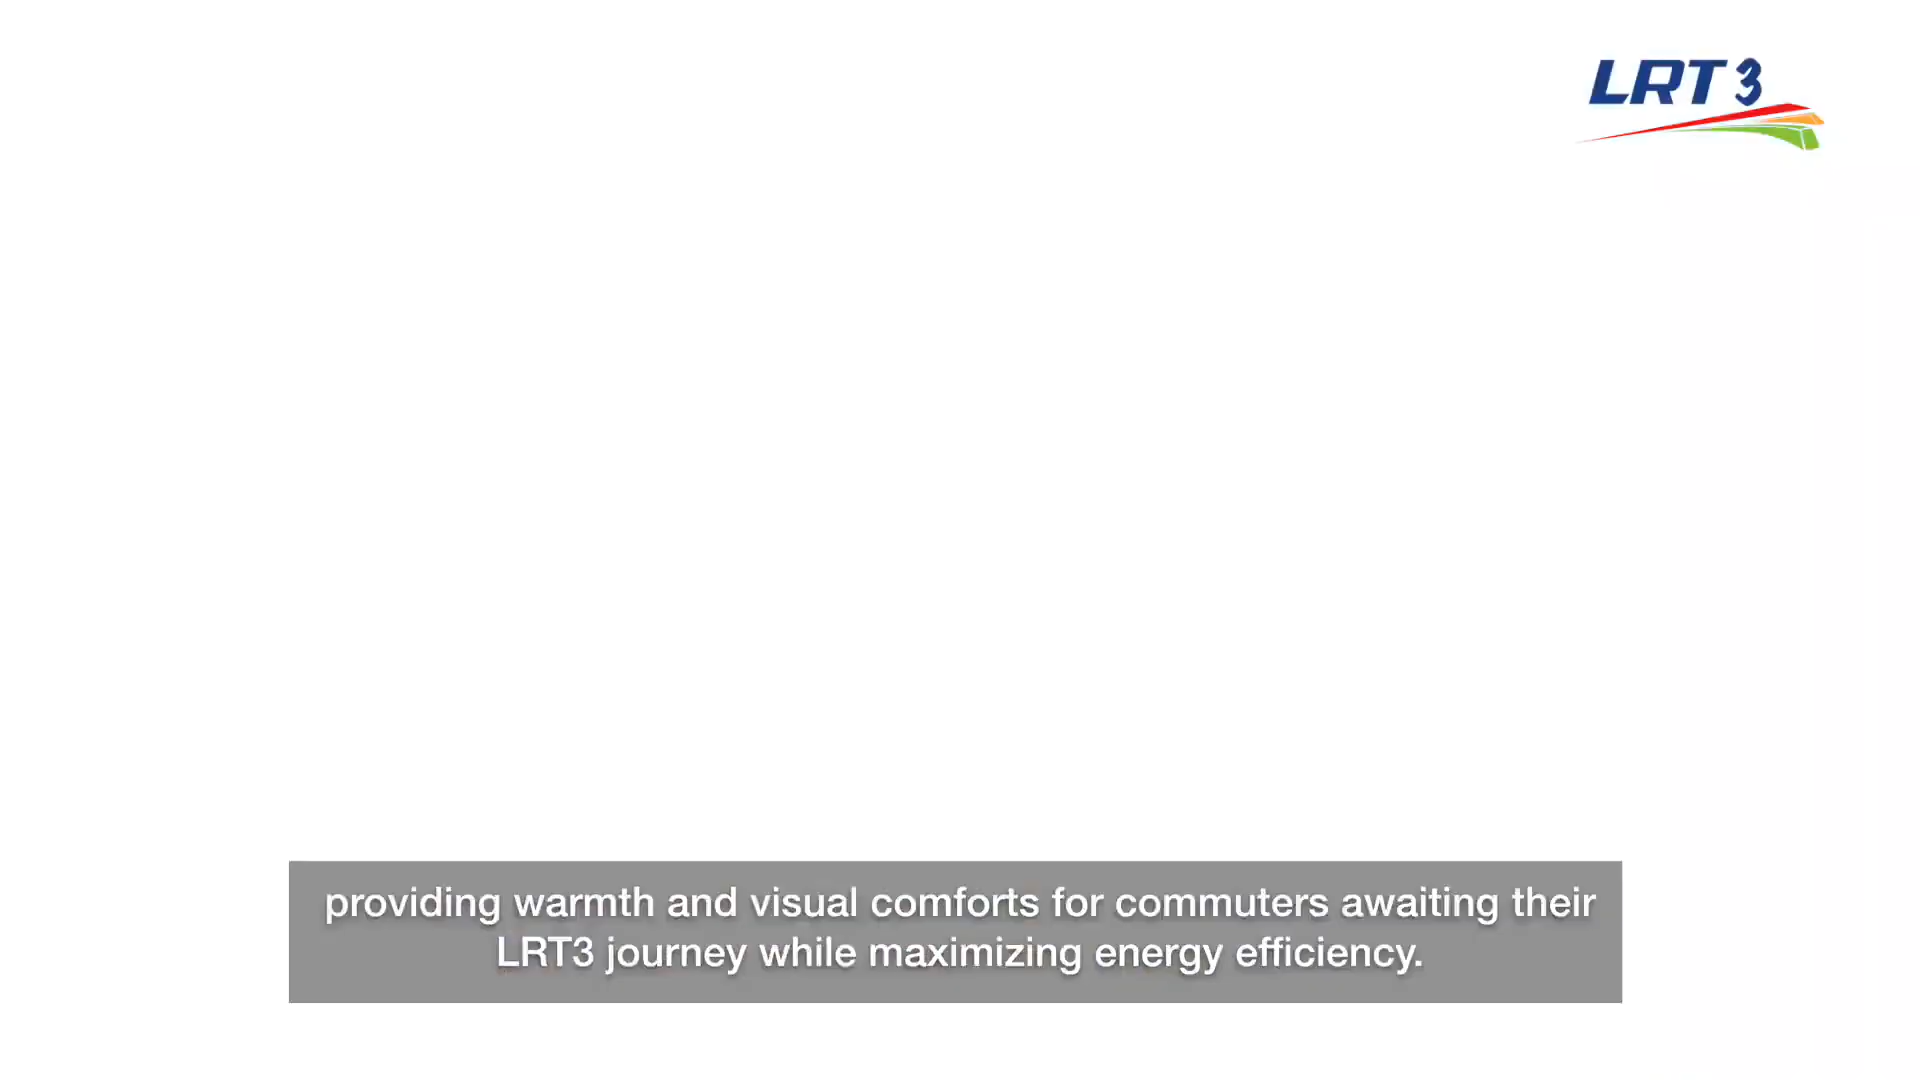 LRT 3
providing warmth and visual comforts for commuters awaiting their
LRT3 journey while maximizing energy efficiency.